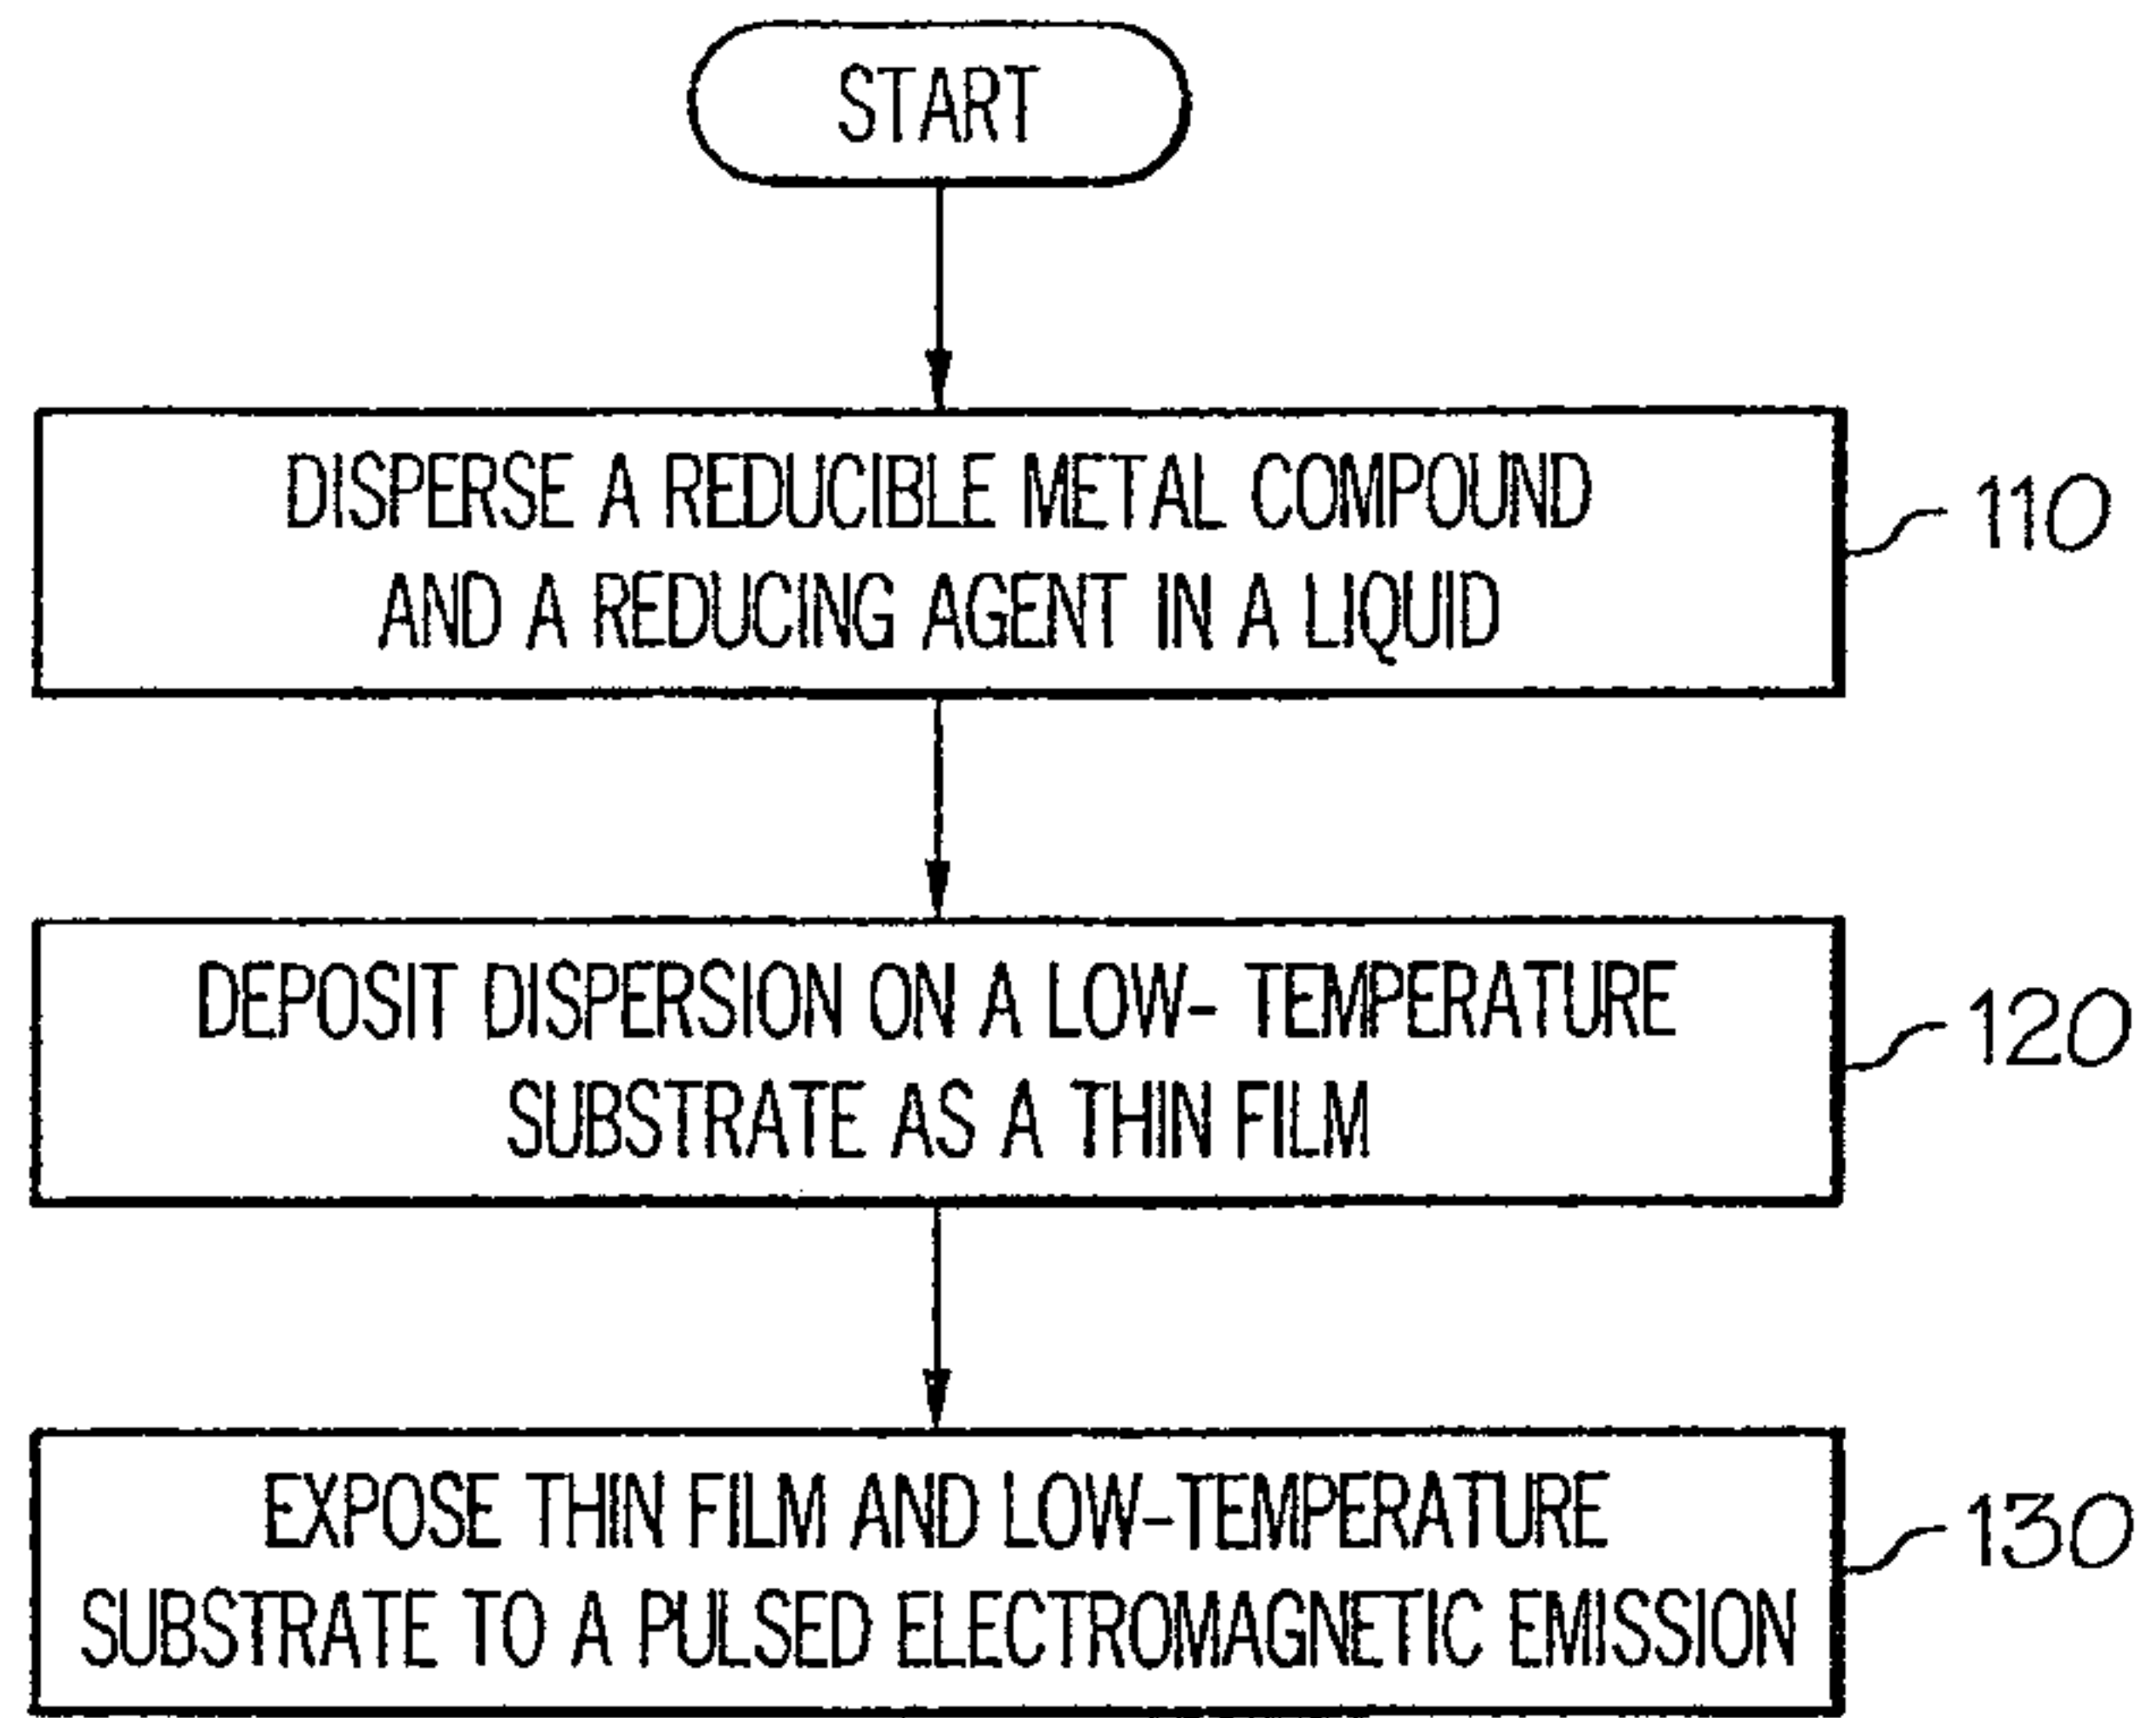 START
DISPERSE A REDUCIBLE METAL COMPOUND
AND A REDUCING AGENT IN A LIQUID
110
DEPOSIT DISPERSION ON A LOW- TEMPERATURE
SUBSTRATE AS A THIN FILM
120
EXPOSE THIN FILM AND LOW-TEMPERATURE
SUBSTRATE TO A PULSED ELECTROMAGNETIC EMISSION
130